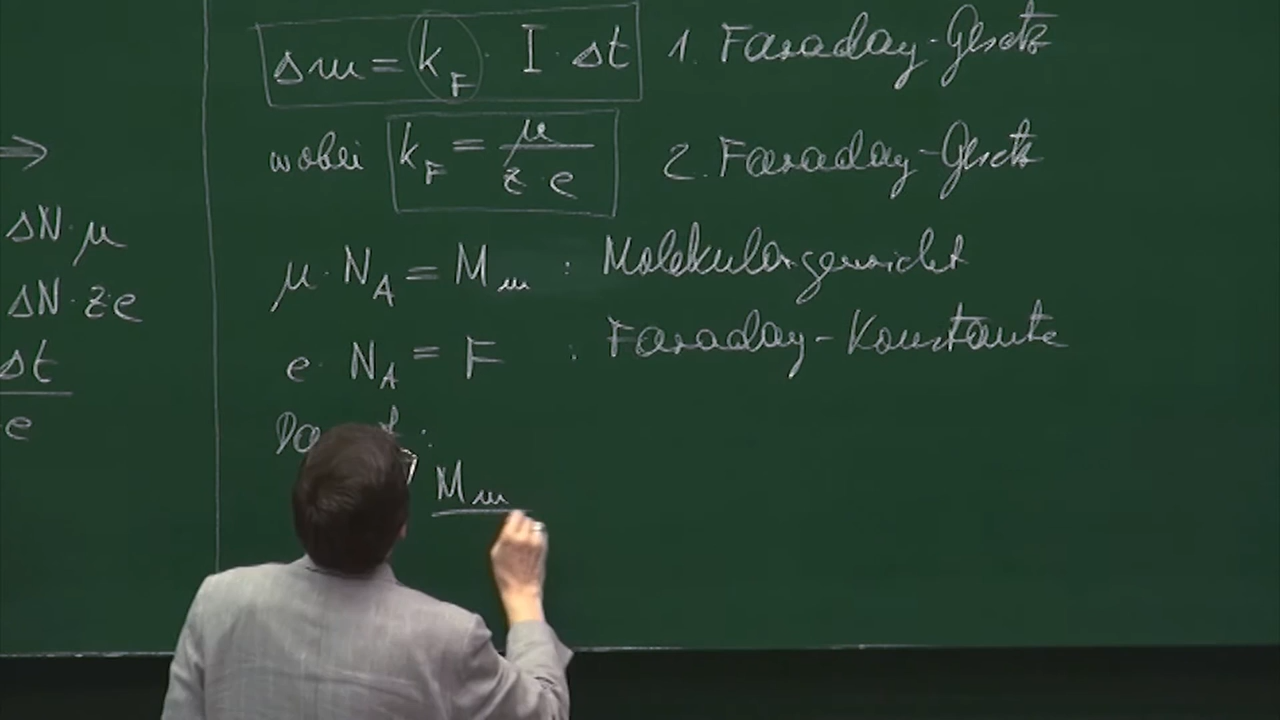 ⇒
ΔN·μ
ΔN·z·e
Δt
e
Δm = k_F · I · Δt 1. Faraday-Gesetz
wobei k_F = μ / (z·e) 2. Faraday-Gesetz
μ·N_A = M_m : Molekulargewicht
e·N_A = F : Faraday-Konstante
:
M_m